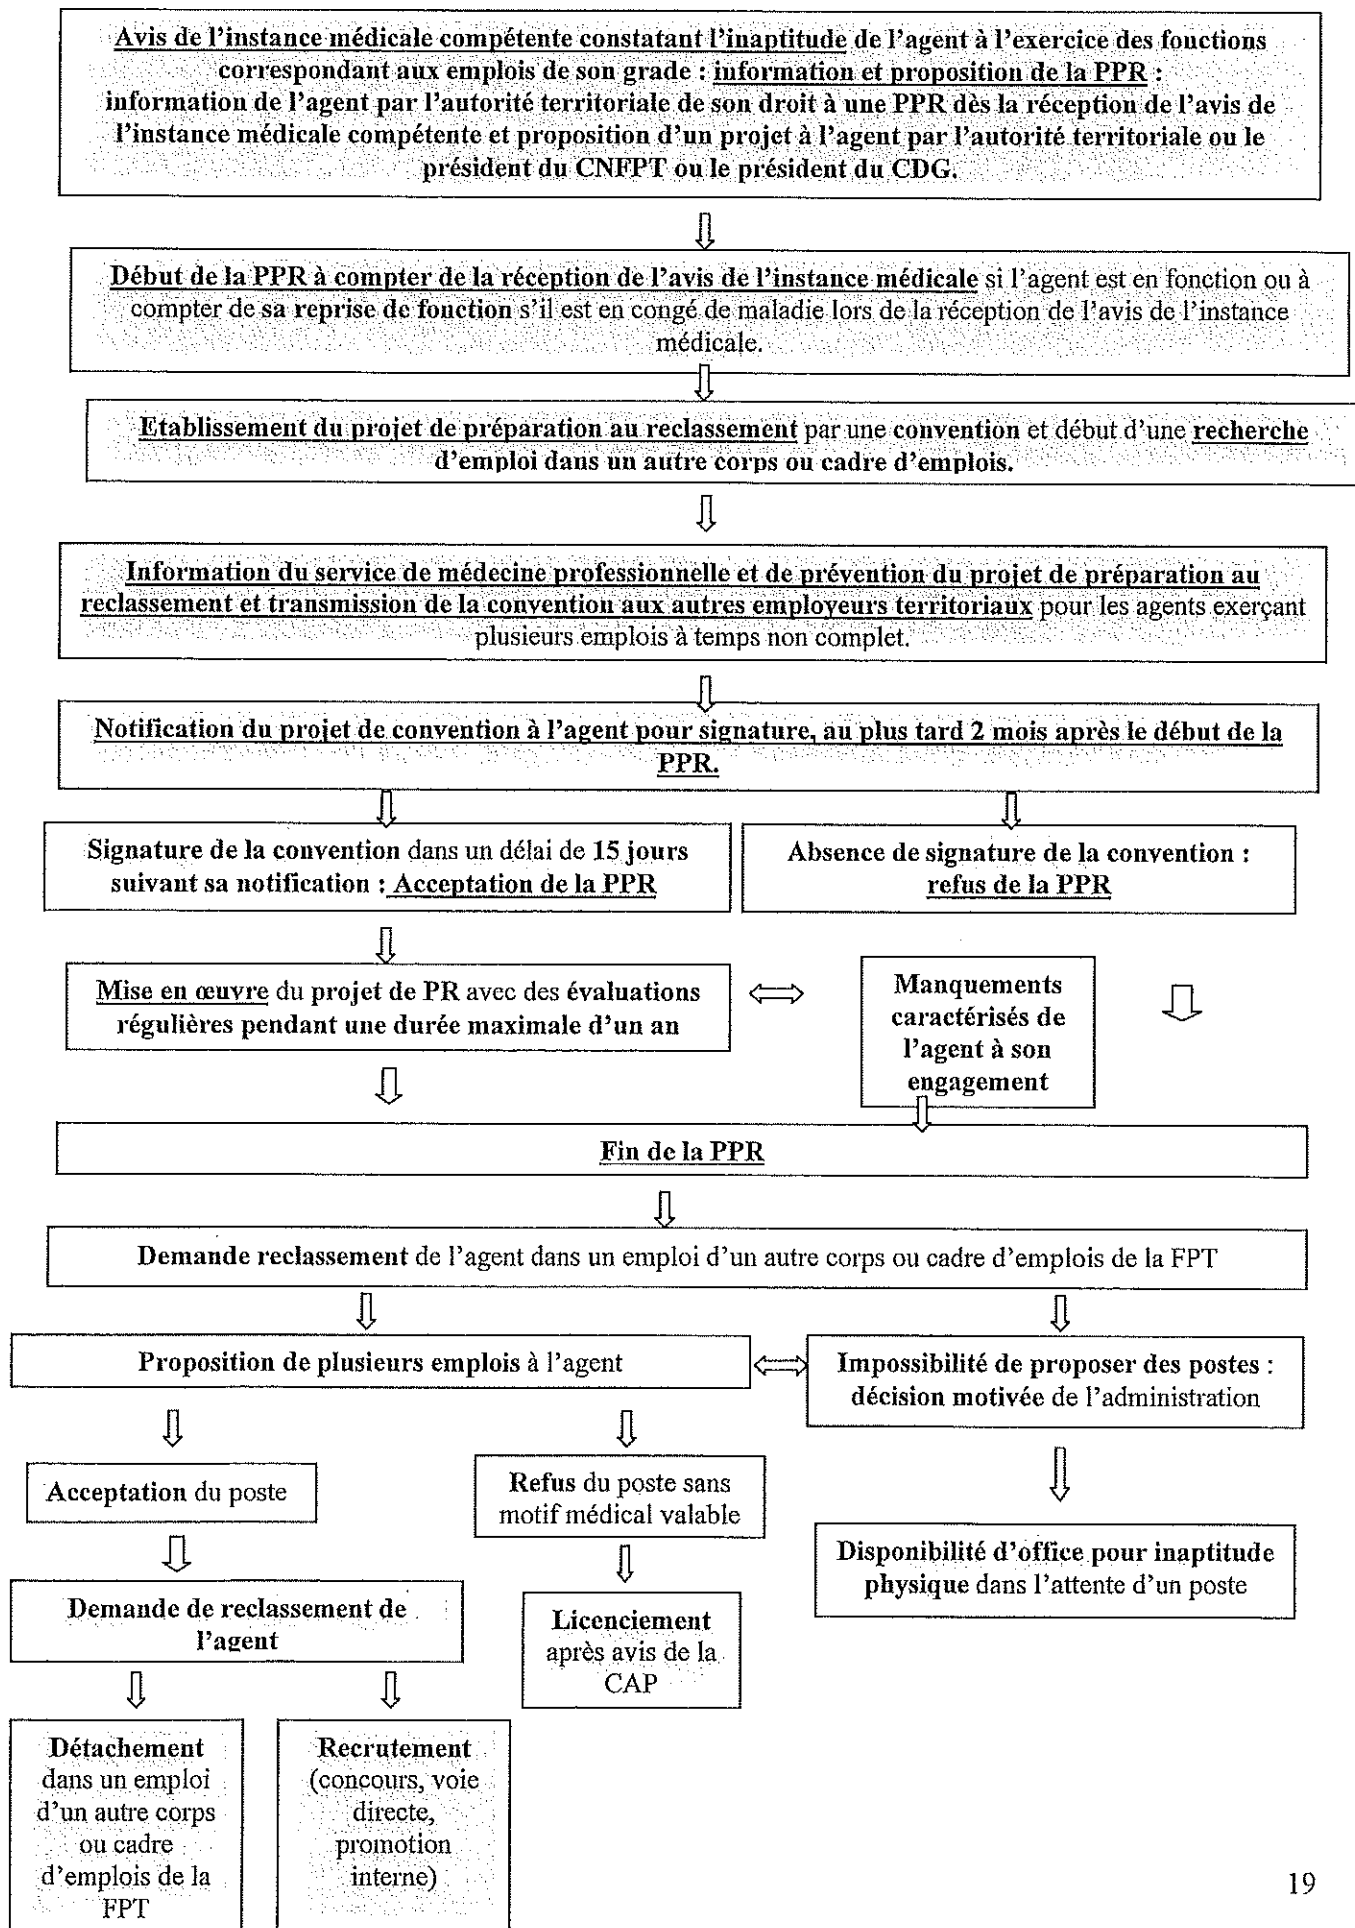 Avis de l'instance médicale compétente constatant l'inaptitude de l'agent à l'exercice des fonctions
correspondant aux emplois de son grade : information et proposition de la PPR :
information de l'agent par l'autorité territoriale de son droit à une PPR dès la réception de l'avis de
l'instance médicale compétente et proposition d'un projet à l'agent par l'autorité territoriale ou le
président du CNFPT ou le président du CDG.
Début de la PPR à compter de la réception de l'avis de l'instance médicale si l'agent est en fonction ou à
compter de sa reprise de fonction s'il est en congé de maladie lors de la réception de l'avis de l'instance
médicale.
Etablissement du projet de préparation au reclassement par une convention et début d'une recherche
d'emploi dans un autre corps ou cadre d'emplois.
Information du service de médecine professionnelle et de prévention du projet de préparation au
reclassement et transmission de la convention aux autres employeurs territoriaux pour les agents exerçant
plusieurs emplois à temps non complet.
Notification du projet de convention à l'agent pour signature, au plus tard 2 mois après le début de la
PPR.
Signature de la convention dans un délai de 15 jours
suivant sa notification : Acceptation de la PPR
Absence de signature de la convention :
refus de la PPR
Mise en œuvre du projet de PR avec des évaluations
régulières pendant une durée maximale d'un an
Manquements
caractérisés de
l'agent à son
engagement
Fin de la PPR
Demande reclassement de l'agent dans un emploi d'un autre corps ou cadre d'emplois de la FPT
Proposition de plusieurs emplois à l'agent
Impossibilité de proposer des postes :
décision motivée de l'administration
Acceptation du poste
Refus du poste sans
motif médical valable
Disponibilité d'office pour inaptitude
physique dans l'attente d'un poste
Demande de reclassement de
l'agent
Licenciement
après avis de la
CAP
Détachement
dans un emploi
d'un autre corps
ou cadre
d'emplois de la
FPT
Recrutement
(concours, voie
directe,
promotion
interne)
19